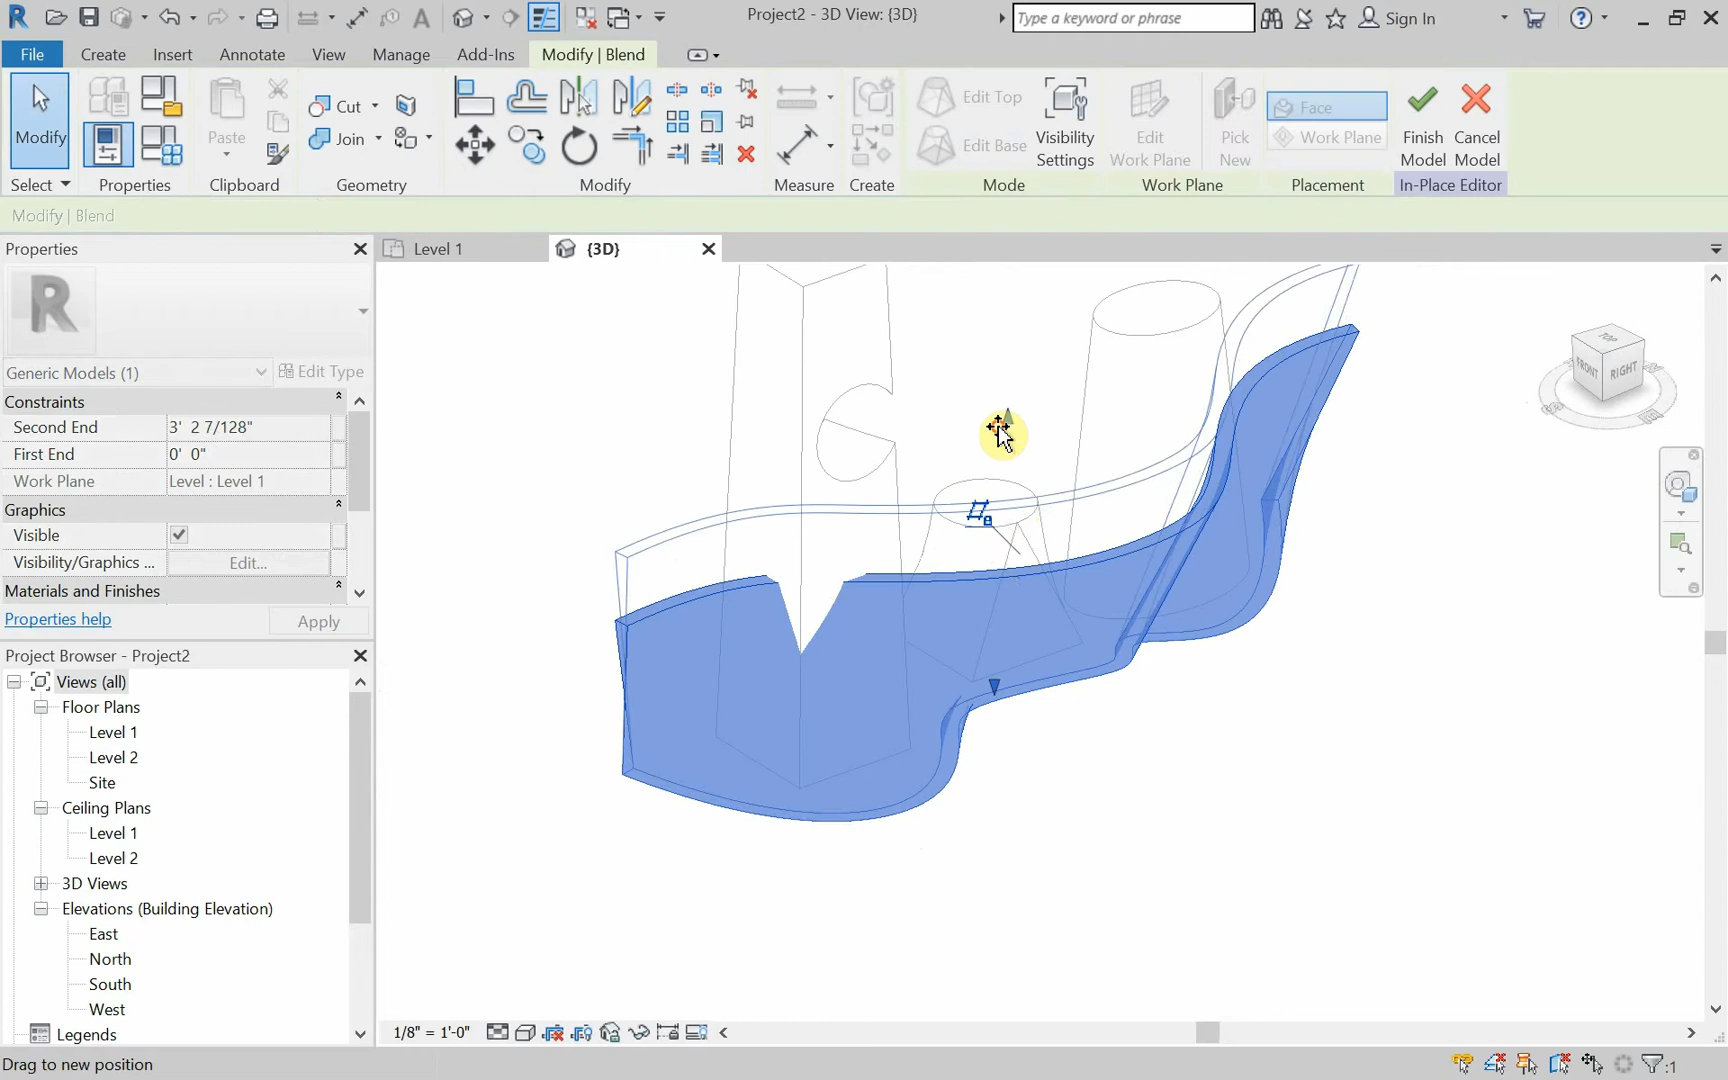 Project2 - 3D View: {3D}
Type a keyword or phrase
Sign In
File
Create
Insert
Annotate
View
Manage
Add-Ins
Modify | Blend
Modify
Paste
Cut
Join
Edit Top
Edit Base
Visibility
Settings
Edit
Work Plane
Pick
New
Face
Work Plane
Finish
Model
Cancel
Model
Select
Properties
Clipboard
Geometry
Modify
Measure
Create
Mode
Work Plane
Placement
In-Place Editor
Modify | Blend
Properties
Level 1
{3D}
R
Generic Models (1)
Edit Type
Constraints
Second End
3'  2 7/128"
First End
0'  0"
Work Plane
Level : Level 1
Graphics
Visible
Visibility/Graphics ...
Edit...
Materials and Finishes
Properties help
Apply
Project Browser - Project2
Views (all)
Floor Plans
Level 1
Level 2
Site
Ceiling Plans
Level 1
Level 2
3D Views
Elevations (Building Elevation)
East
North
South
West
Legends
TOP
FRONT
RIGHT
1/8" = 1'-0"
Drag to new position
:1